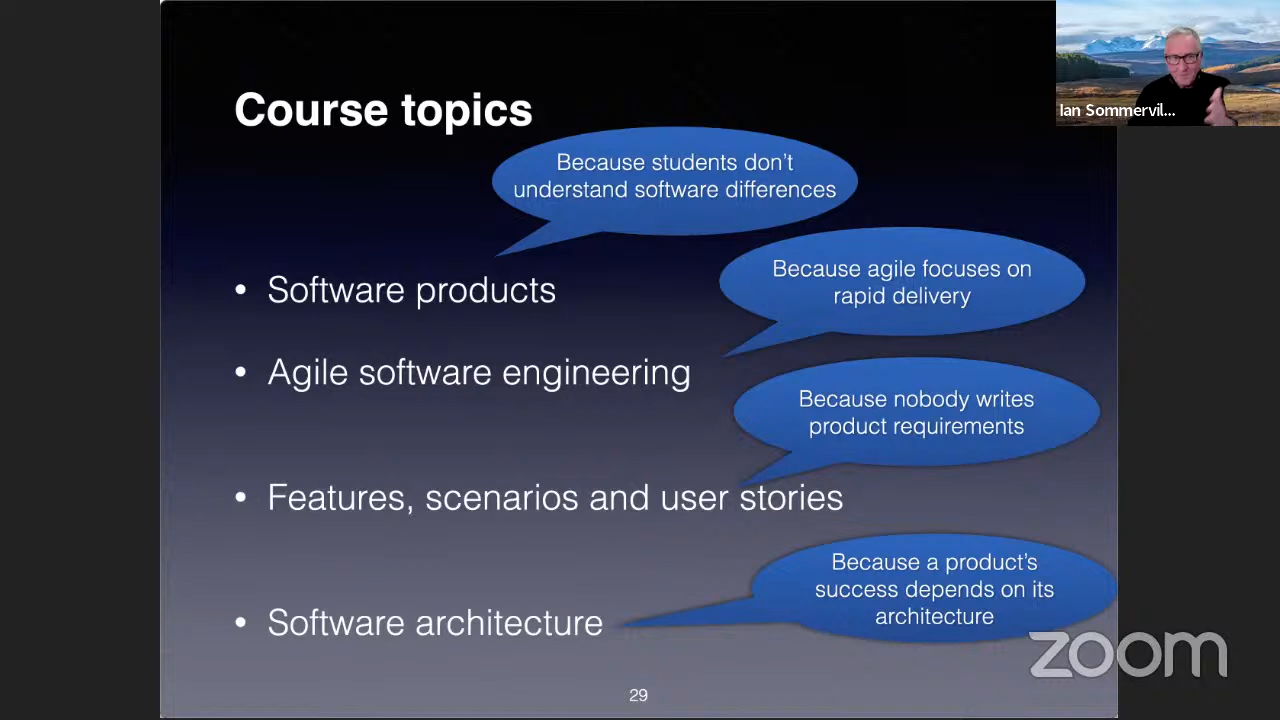 Course topics
Ian Sommervil...
Because students don't
understand software differences
• Software products
Because agile focuses on
rapid delivery
• Agile software engineering
Because nobody writes
product requirements
• Features, scenarios and user stories
Because a product's
success depends on its
architecture
• Software architecture
zoom
29